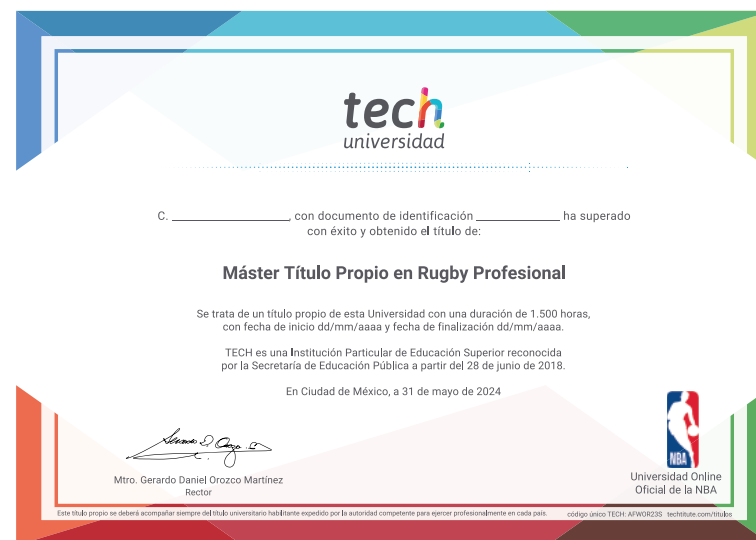 tech
universidad
C. ____________________, con documento de identificación ______________ ha superado
con éxito y obtenido el título de:
Máster Título Propio en Rugby Profesional
Se trata de un título propio de esta Universidad con una duración de 1.500 horas,
con fecha de inicio dd/mm/aaaa y fecha de finalización dd/mm/aaaa.
TECH es una Institución Particular de Educación Superior reconocida
por la Secretaría de Educación Pública a partir del 28 de junio de 2018.
En Ciudad de México, a 31 de mayo de 2024
Mtro. Gerardo Daniel Orozco Martínez
Rector
NBA
Universidad Online
Oficial de la NBA
Este título propio se deberá acompañar siempre del título universitario habilitante expedido por la autoridad competente para ejercer profesionalmente en cada país.
código único TECH: AFWOR23S techtitute.com/titulos